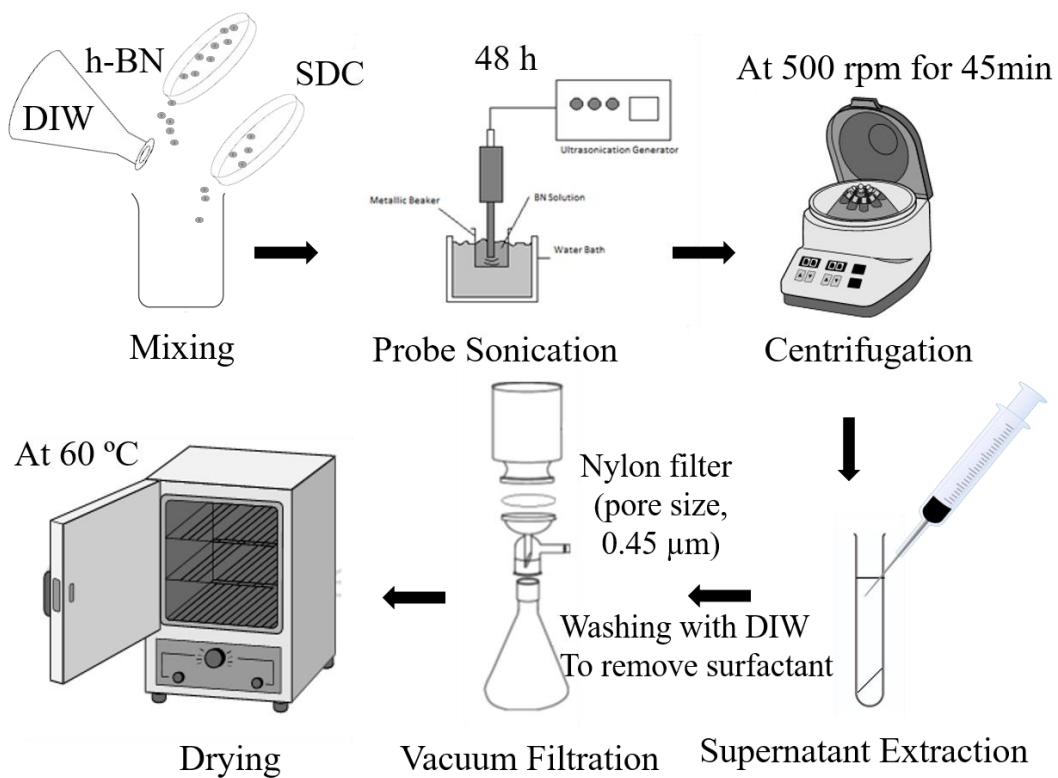 h-BN
DIW
SDC
Mixing
48 h
Ultrasonication Generator
Metallic Beaker
BN Solution
Water Bath
Probe Sonication
At 500 rpm for 45min
Centrifugation
Supernatant Extraction
Nylon filter
(pore size,
0.45 µm)
Washing with DIW
To remove surfactant
Vacuum Filtration
At 60 ºC
Drying